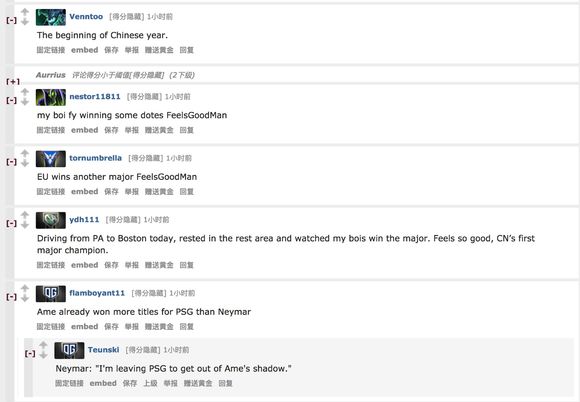 [-] Venntoo [得分隐藏] 1小时前
The beginning of Chinese year.
固定链接 embed 保存 举报 赠送黄金 回复
[+] Aurrius 评论得分小于阈值[得分隐藏] (2下级)
[-] nestor11811 [得分隐藏] 1小时前
my boi fy winning some dotes FeelsGoodMan
固定链接 embed 保存 举报 赠送黄金 回复
[-] tornumbrella [得分隐藏] 1小时前
EU wins another major FeelsGoodMan
固定链接 embed 保存 举报 赠送黄金 回复
[-] ydh111 [得分隐藏] 1小时前
Driving from PA to Boston today, rested in the rest area and watched my bois win the major. Feels so good, CN’s first
major champion.
固定链接 embed 保存 举报 赠送黄金 回复
[-] flamboyant11 [得分隐藏] 1小时前
Ame already won more titles for PSG than Neymar
固定链接 embed 保存 举报 赠送黄金 回复
[-] Teunski [得分隐藏] 1小时前
Neymar: "I'm leaving PSG to get out of Ame's shadow."
固定链接 embed 保存 上级 举报 赠送黄金 回复